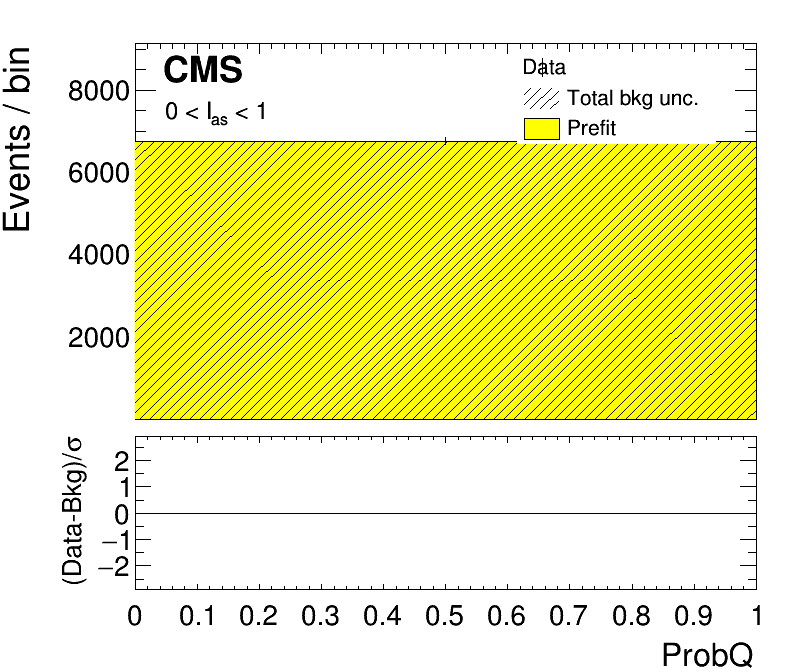 Events / bin
8000
6000
4000
2000
CMS
0 < I_as < 1
Data
Total bkg unc.
Prefit
(Data-Bkg)/σ
2
1
0
−1
−2
0 0.1 0.2 0.3 0.4 0.5 0.6 0.7 0.8 0.9 1
ProbQ